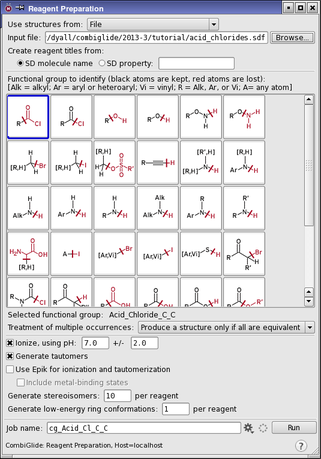 Reagent Preparation
Use structures from: File
Input file: /dyall/combiglide/2013-3/tutorial/acid_chlorides.sdf Browse...
Create reagent titles from:
SD molecule name SD property:
Functional group to identify (black atoms are kept, red atoms are lost):
[Alk = alkyl; Ar = aryl or heteroaryl; Vi = vinyl; R = Alk, Ar, or Vi; A= any atom]
Selected functional group: Acid_Chloride_C_C
Treatment of multiple occurrences: Produce a structure only if all are equivalent
Ionize, using pH: 7.0 +/- 2.0
Generate tautomers
Use Epik for ionization and tautomerization
Include metal-binding states
Generate stereoisomers: 10 per reagent
Generate low-energy ring conformations: 1 per reagent
Job name: cg_Acid_Cl_C_C Run
CombiGlide: Reagent Preparation, Host=localhost